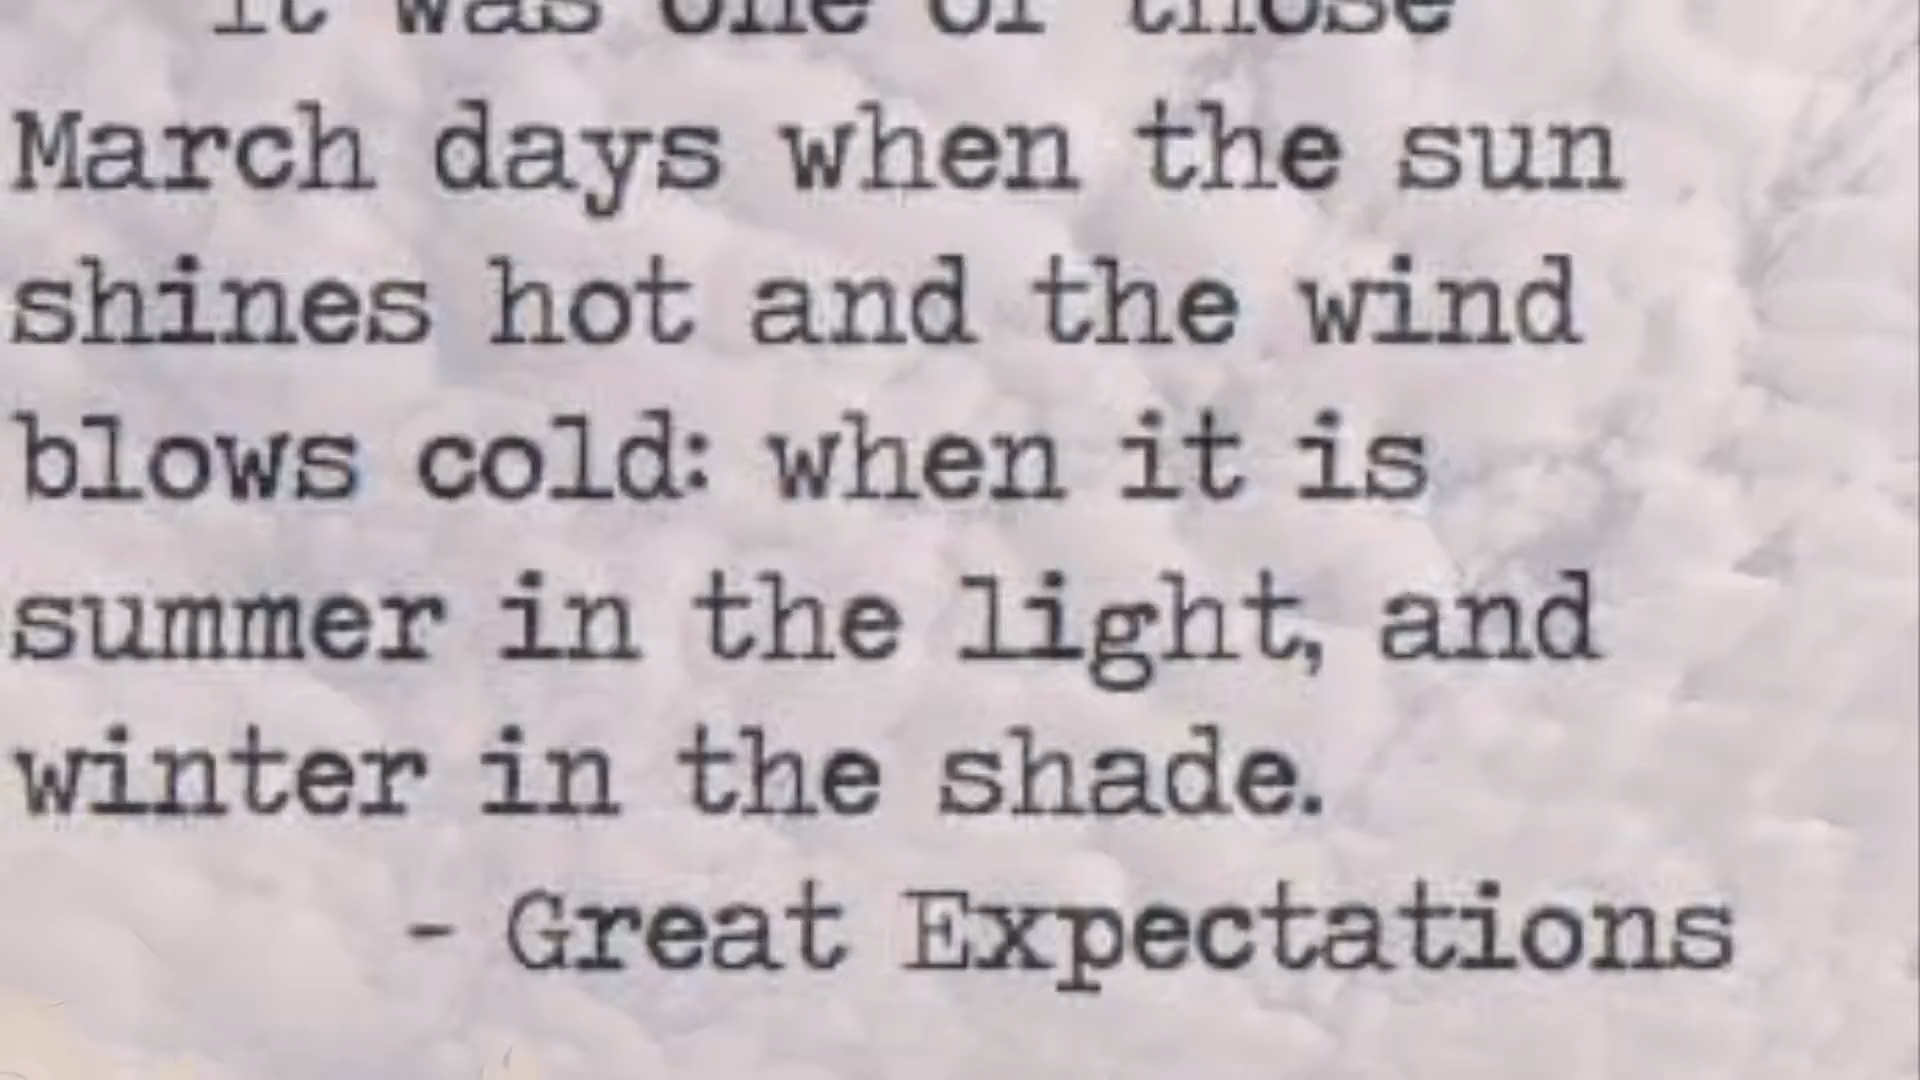 It was one of those
March days when the sun
shines hot and the wind
blows cold: when it is
summer in the light, and
winter in the shade.
- Great Expectations